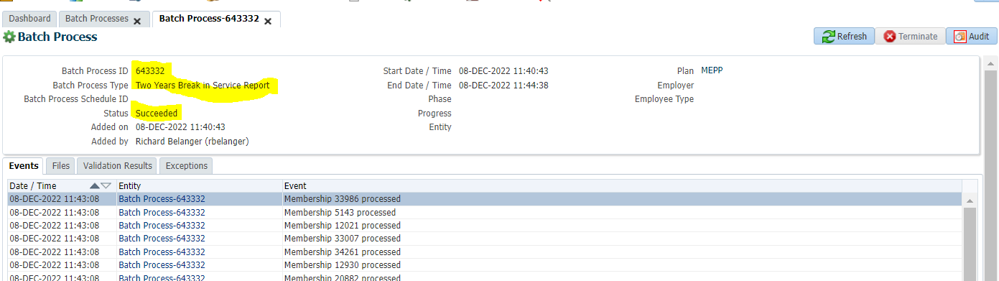 Dashboard Batch Processes Batch Process-643332
Batch Process Refresh Terminate Audit
Batch Process ID 643332 Start Date / Time 08-DEC-2022 11:40:43 Plan MEPP
Batch Process Type Two Years Break in Service Report End Date / Time 08-DEC-2022 11:44:38 Employer
Batch Process Schedule ID Phase Employee Type
Status Succeeded Progress
Added on 08-DEC-2022 11:40:43 Entity
Added by Richard Belanger (rbelanger)
Events Files Validation Results Exceptions
Date / Time Entity Event
08-DEC-2022 11:43:08 Batch Process-643332 Membership 33986 processed
08-DEC-2022 11:43:08 Batch Process-643332 Membership 5143 processed
08-DEC-2022 11:43:08 Batch Process-643332 Membership 12021 processed
08-DEC-2022 11:43:08 Batch Process-643332 Membership 33007 processed
08-DEC-2022 11:43:08 Batch Process-643332 Membership 34261 processed
08-DEC-2022 11:43:08 Batch Process-643332 Membership 12930 processed
08-DEC-2022 11:43:08 Batch Process-643332 Membership 20882 processed